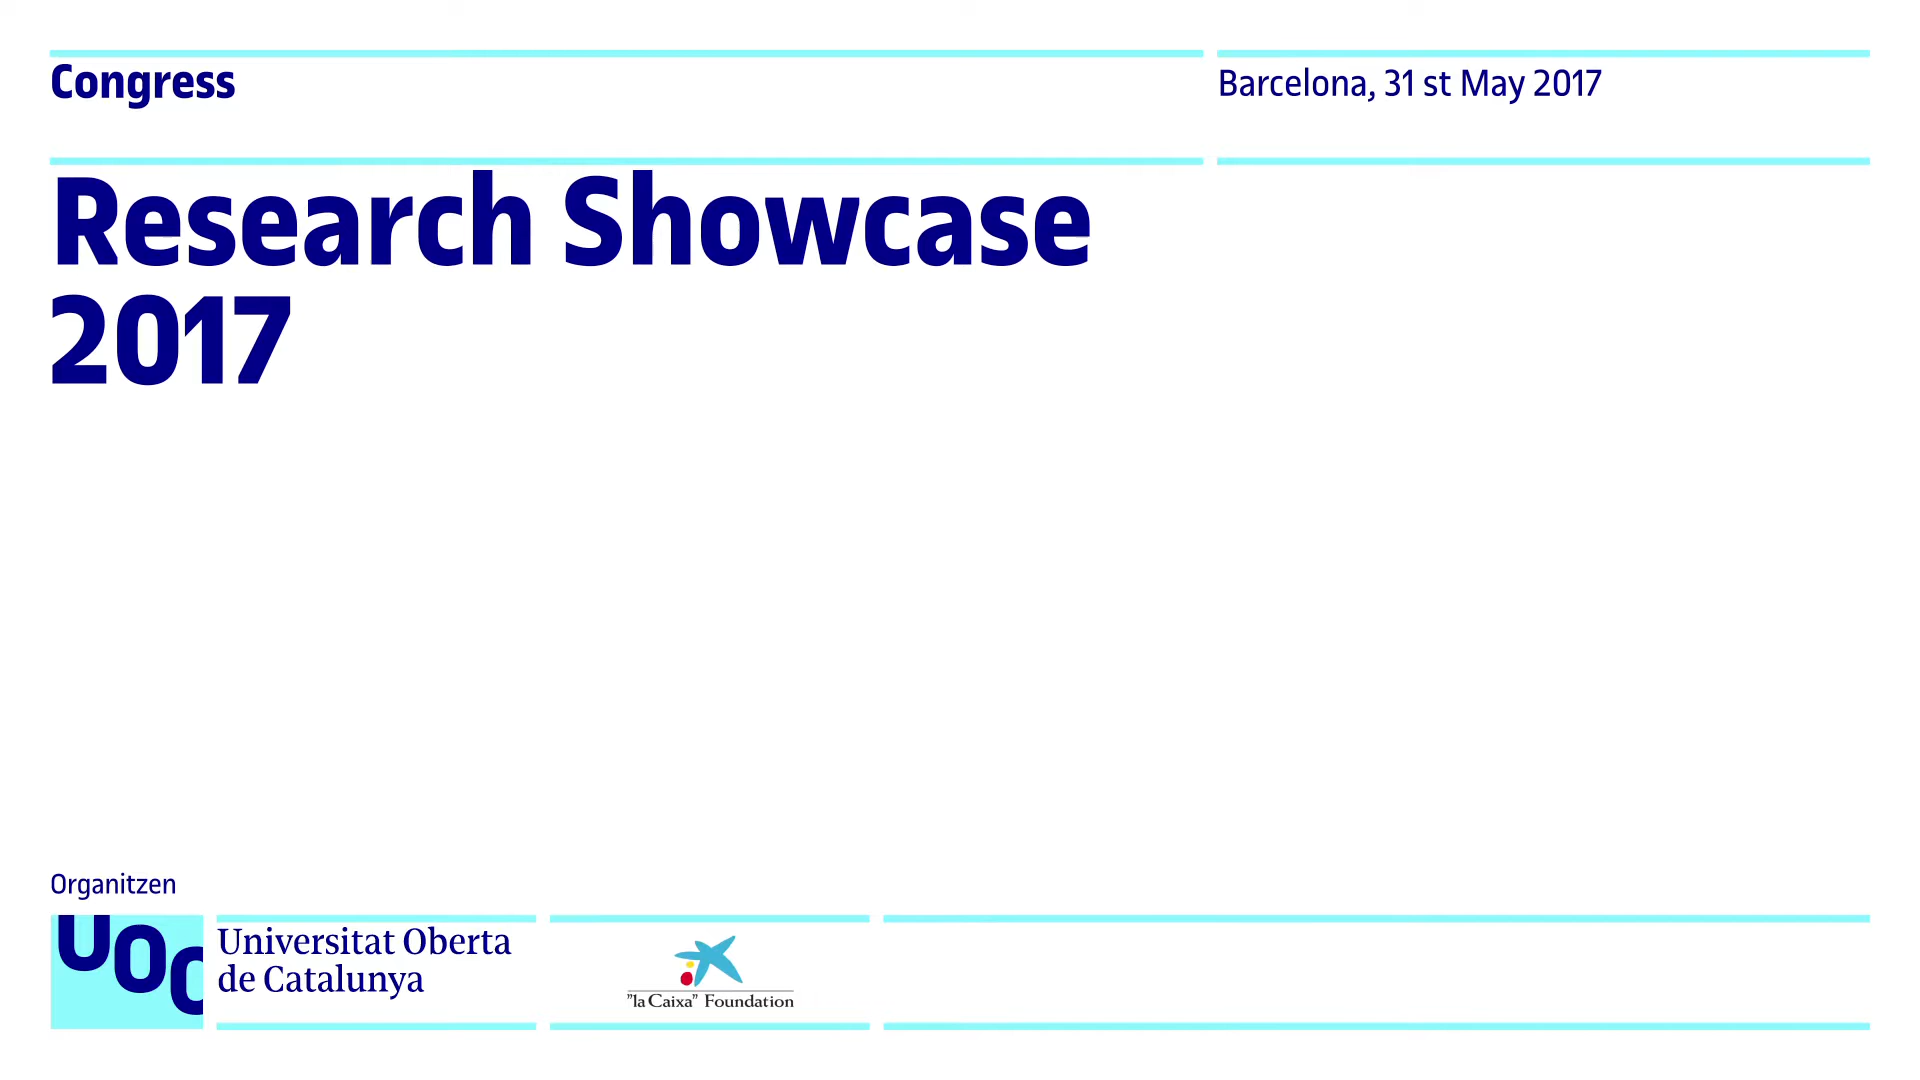 Congress
Barcelona, 31 st May 2017
Research Showcase
2017
Organitzen
UOC
Universitat Oberta
de Catalunya
"la Caixa" Foundation